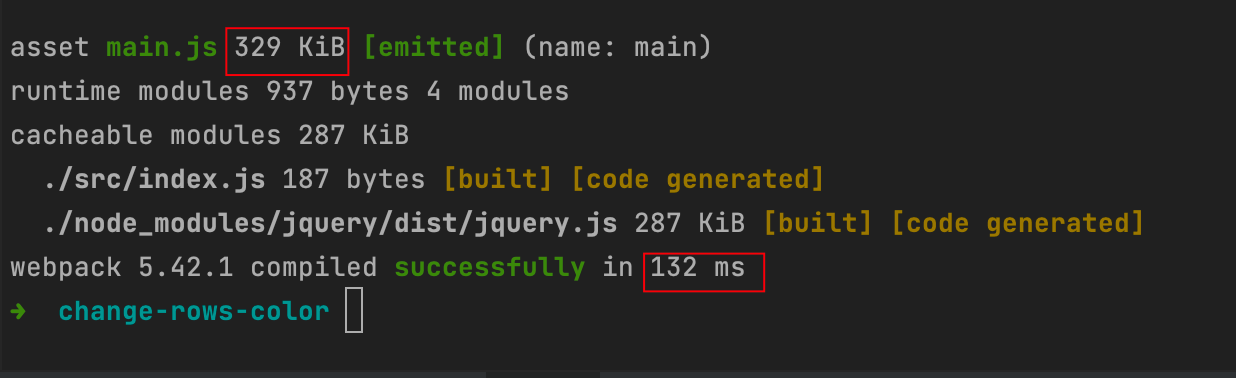 asset main.js 329 KiB [emitted] (name: main)
runtime modules 937 bytes 4 modules
cacheable modules 287 KiB
./src/index.js 187 bytes [built] [code generated]
./node_modules/jquery/dist/jquery.js 287 KiB [built] [code generated]
webpack 5.42.1 compiled successfully in 132 ms
➜ change-rows-color